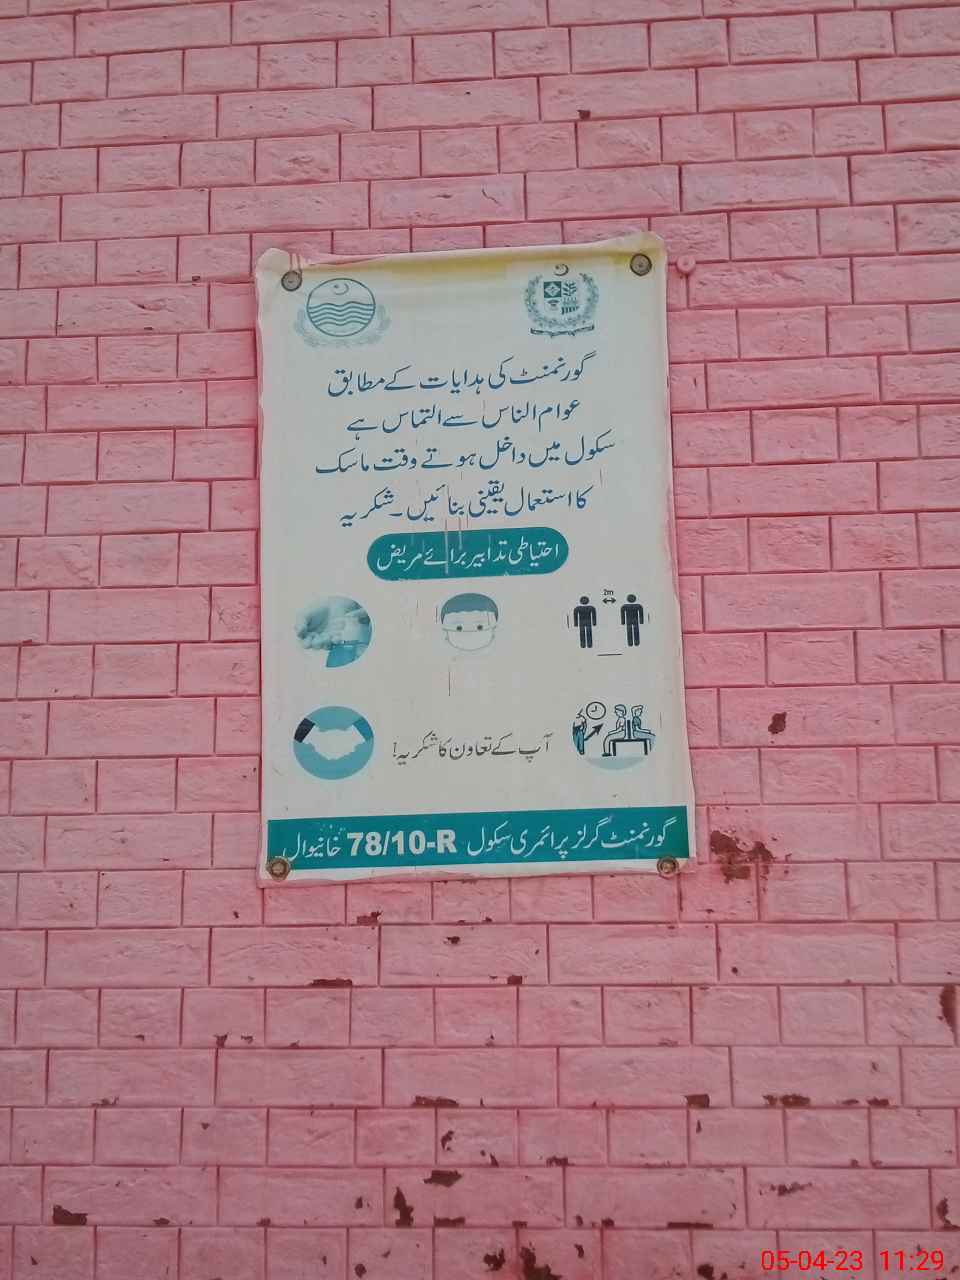 گورنمنٹ کی ہدایات کے مطابق
عوام الناس سے التماس ہے
سکول میں داخل ہوتے وقت ماسک
کا استعمال یقینی بنائیں۔ شکریہ
احتیاطی تدابیر برائے مریض
2m
آپ کے تعاون کا شکریہ!
گورنمنٹ گرلز پرائمری سکول 78/10-R خانیوال
05-04-23 11:29